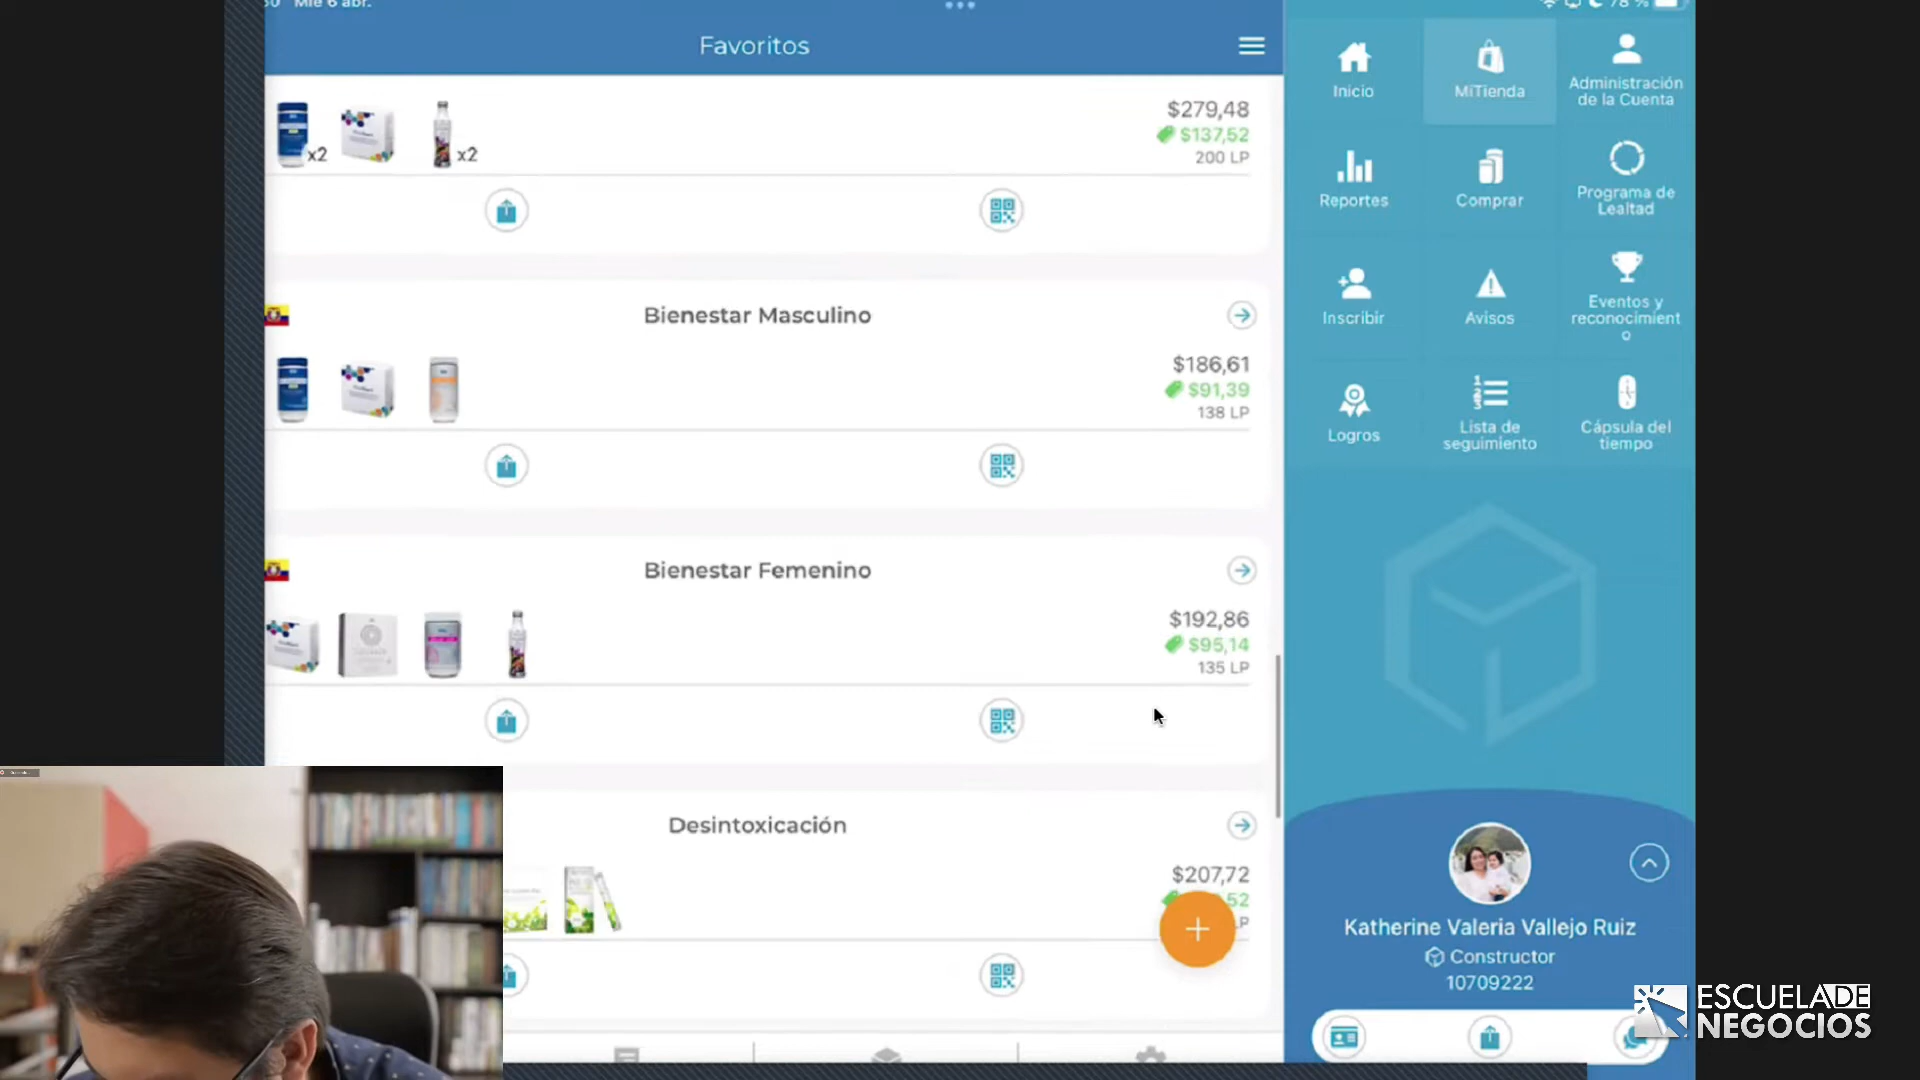 Mié 6 abr.
78 %
Favoritos
$279,48
$137,52
200 LP
x2
x2
Bienestar Masculino
$186,61
$91,39
138 LP
Bienestar Femenino
$192,86
$95,14
135 LP
Desintoxicación
$207,72
52
Inicio
MiTienda
Administración
de la Cuenta
Reportes
Comprar
Programa de
Lealtad
Inscribir
Avisos
Eventos y
reconocimient
o
Logros
Lista de
seguimiento
Cápsula del
tiempo
Katherine Valeria Vallejo Ruiz
Constructor
10709222
ESCUELA DE
NEGOCIOS